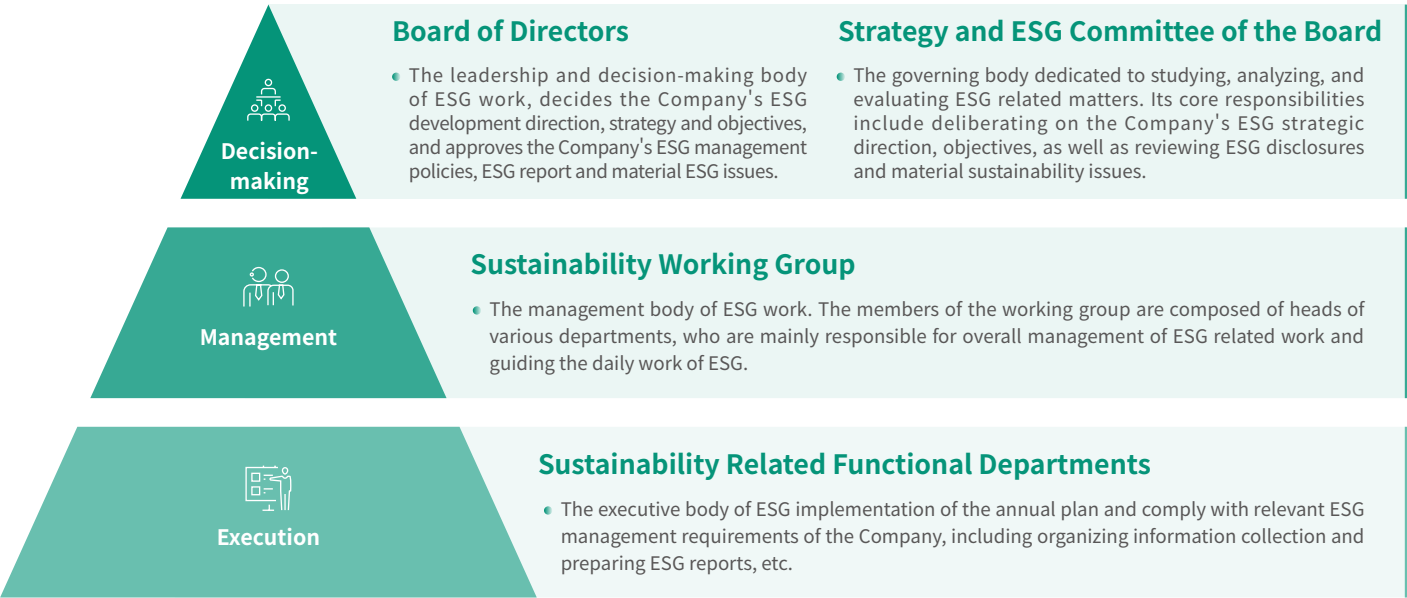 Decision-
making
Board of Directors
The leadership and decision-making body
of ESG work, decides the Company's ESG
development direction, strategy and objectives,
and approves the Company's ESG management
policies, ESG report and material ESG issues.
Strategy and ESG Committee of the Board
The governing body dedicated to studying, analyzing, and
evaluating ESG related matters. Its core responsibilities
include deliberating on the Company's ESG strategic
direction, objectives, as well as reviewing ESG disclosures
and material sustainability issues.
Management
Sustainability Working Group
The management body of ESG work. The members of the working group are composed of heads of
various departments, who are mainly responsible for overall management of ESG related work and
guiding the daily work of ESG.
Execution
Sustainability Related Functional Departments
The executive body of ESG implementation of the annual plan and comply with relevant ESG
management requirements of the Company, including organizing information collection and
preparing ESG reports, etc.